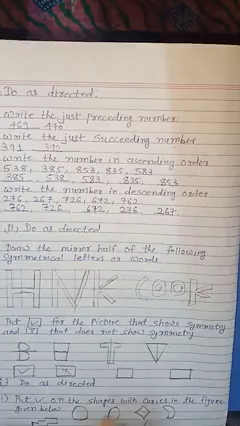 Do as directed.
Write the just preceding number
469 470
Write the just succeeding number
391 392
Write the number in ascending order
538, 385, 853, 835, 583
385, 538, 583, 835, 853
Write the number in descending order
276, 267, 726, 672, 762
762, 726, 672, 276, 267
B) Do as directed
Draw the mirror half of the following
symmetrical letters or words
H COOK
Put ✓ for the picture that shows symmetry
and X that does not show symmetry
B T
Do as directed
1) Put ✓ on the shapes with curves in the figure
given below